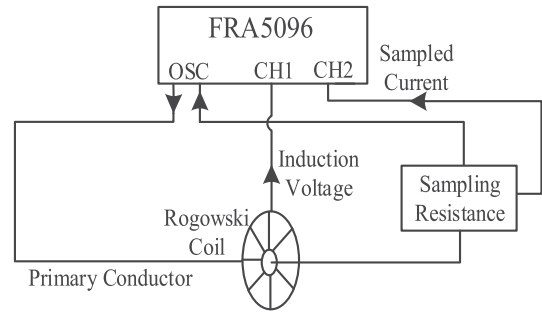 FRA5096
OSC CH1 CH2
Sampled
Current
Induction
Voltage
Sampling
Resistance
Rogowski
Coil
Primary Conductor